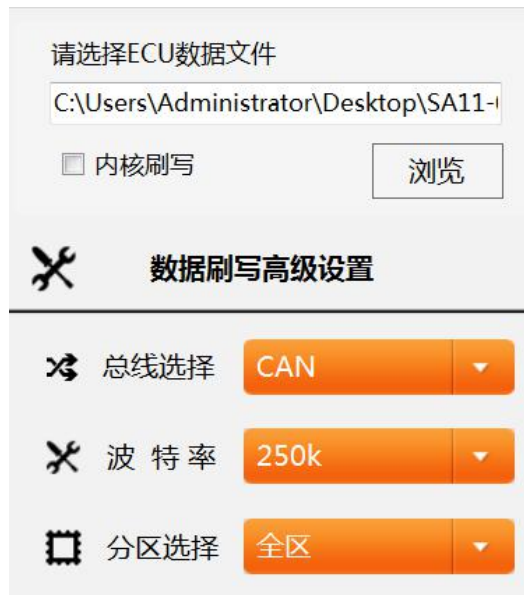 请选择ECU数据文件
C:\Users\Administrator\Desktop\SA11-
内核刷写
浏览
数据刷写高级设置
总线选择 CAN
波 特 率 250k
分区选择 全区